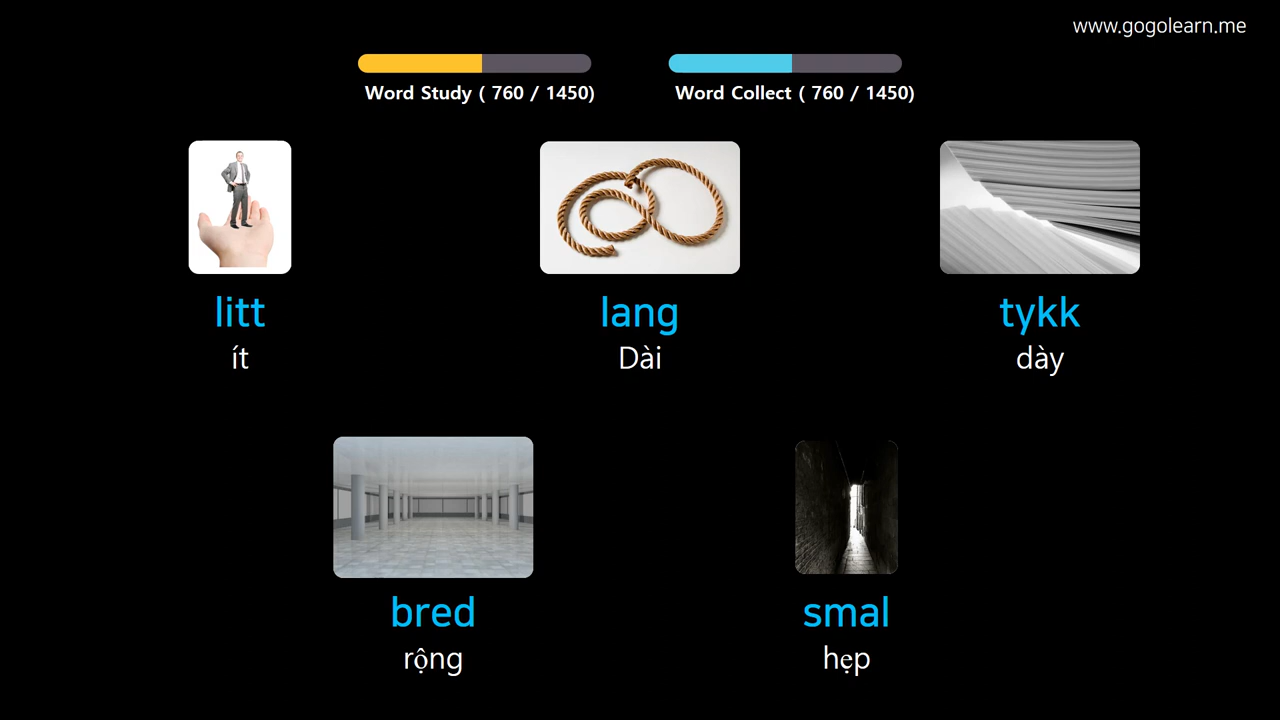 www.gogolearn.me
Word Study ( 760 / 1450)
Word Collect ( 760 / 1450)
litt
ít
lang
Dài
tykk
dày
bred
rộng
smal
hẹp